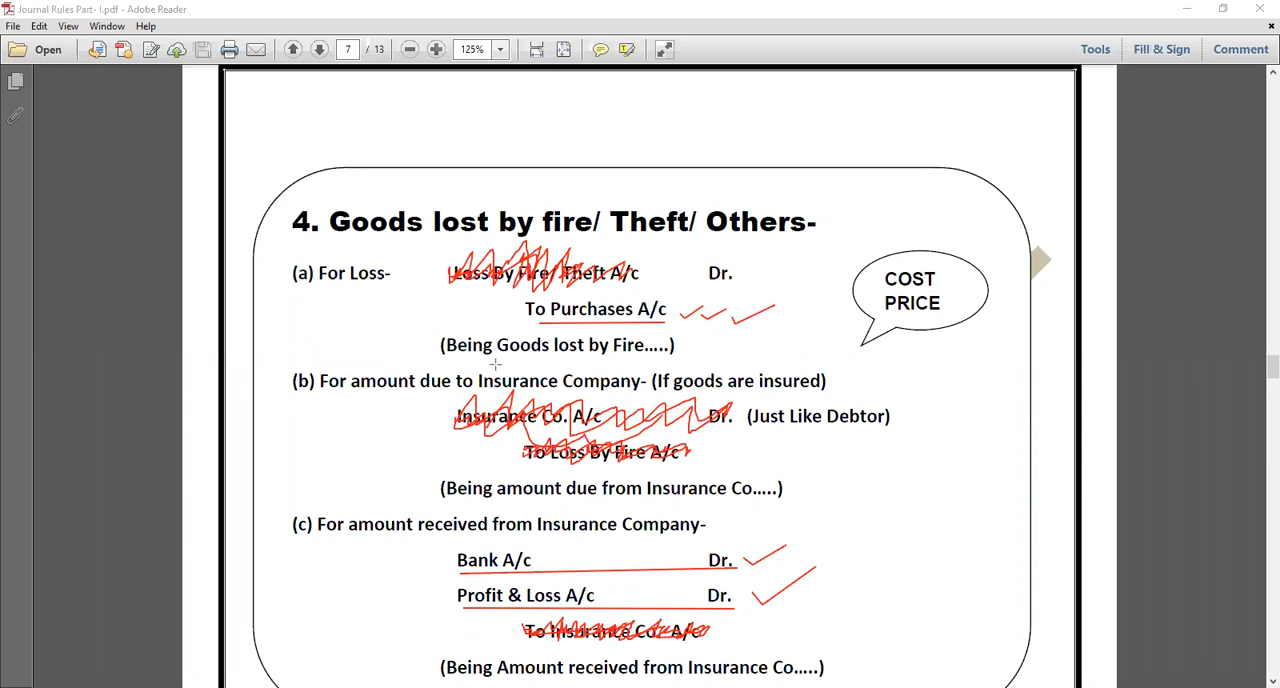 Journal Rules Part- I.pdf - Adobe Reader
File Edit View Window Help
Open 7 / 13 125% Tools Fill & Sign Comment
4. Goods lost by fire/ Theft/ Others-
(a) For Loss- Loss By Fire/ Theft A/c Dr.
COST
PRICE
To Purchases A/c
(Being Goods lost by Fire.....)
(b) For amount due to Insurance Company- (If goods are insured)
Insurance Co. A/c Dr. (Just Like Debtor)
To Loss By Fire A/c
(Being amount due from Insurance Co.....)
(c) For amount received from Insurance Company-
Bank A/c Dr.
Profit & Loss A/c Dr.
To Insurance Co. A/c
(Being Amount received from Insurance Co.....)